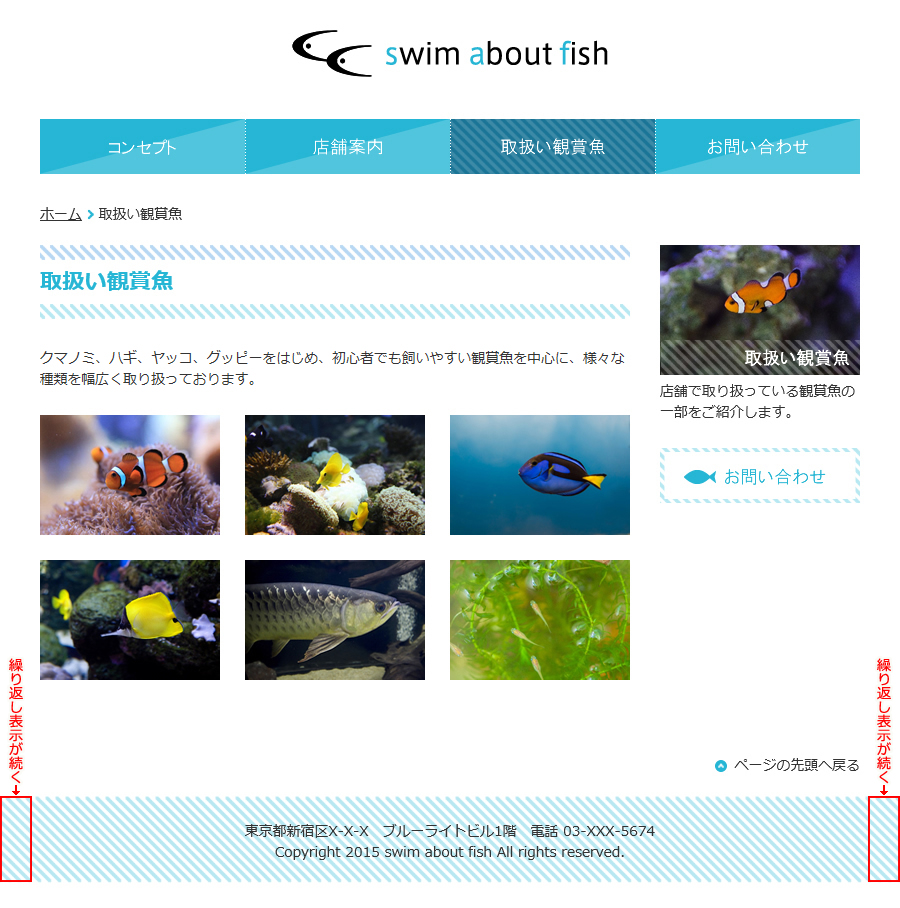 swim about fish
コンセプト
店舗案内
取扱い観賞魚
お問い合わせ
ホーム 取扱い観賞魚
取扱い観賞魚
クマノミ、ハギ、ヤッコ、グッピーをはじめ、初心者でも飼いやすい観賞魚を中心に、様々な
種類を幅広く取り扱っております。
取扱い観賞魚
店舗で取り扱っている観賞魚の
一部をご紹介します。
お問い合わせ
繰り返し表示が続く
繰り返し表示が続く
ページの先頭へ戻る
東京都新宿区X-X-X　ブルーライトビル1階　電話 03-XXX-5674
Copyright 2015 swim about fish All rights reserved.